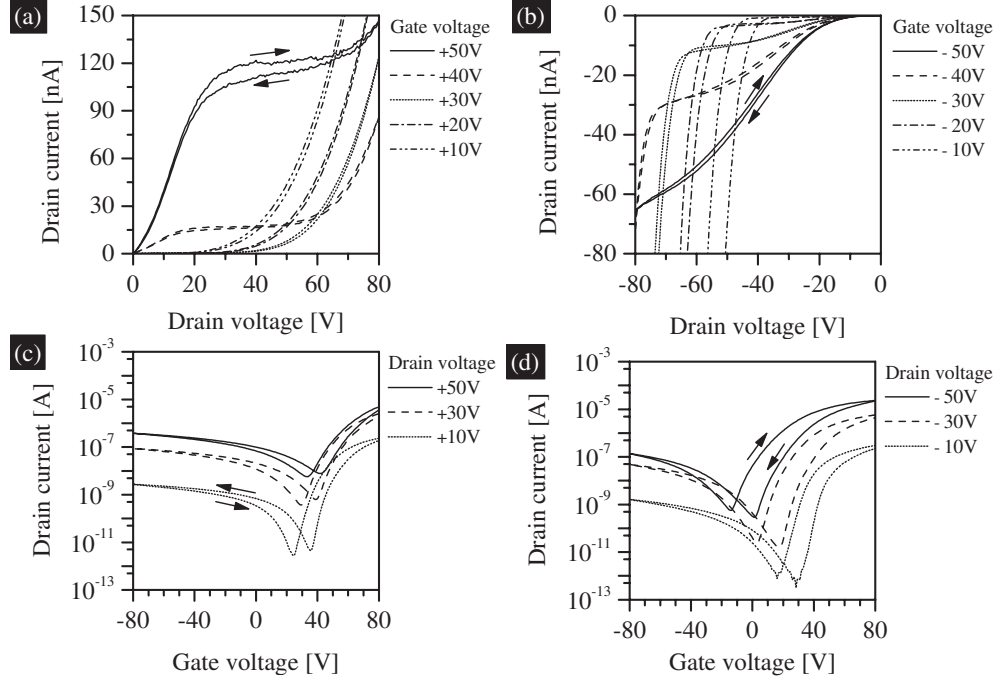 (a)
Drain current [nA]
150
120
90
60
30
0
0 20 40 60 80
Drain voltage [V]
Gate voltage
+50V
+40V
+30V
+20V
+10V
(b)
Drain current [nA]
0
-20
-40
-60
-80
-80 -60 -40 -20 0
Drain voltage [V]
Gate voltage
- 50V
- 40V
- 30V
- 20V
- 10V
(c)
Drain current [A]
10-3
10-5
10-7
10-9
10-11
10-13
-80 -40 0 40 80
Gate voltage [V]
Drain voltage
+50V
+30V
+10V
(d)
Drain current [A]
10-3
10-5
10-7
10-9
10-11
10-13
-80 -40 0 40 80
Gate voltage [V]
Drain voltage
- 50V
- 30V
- 10V